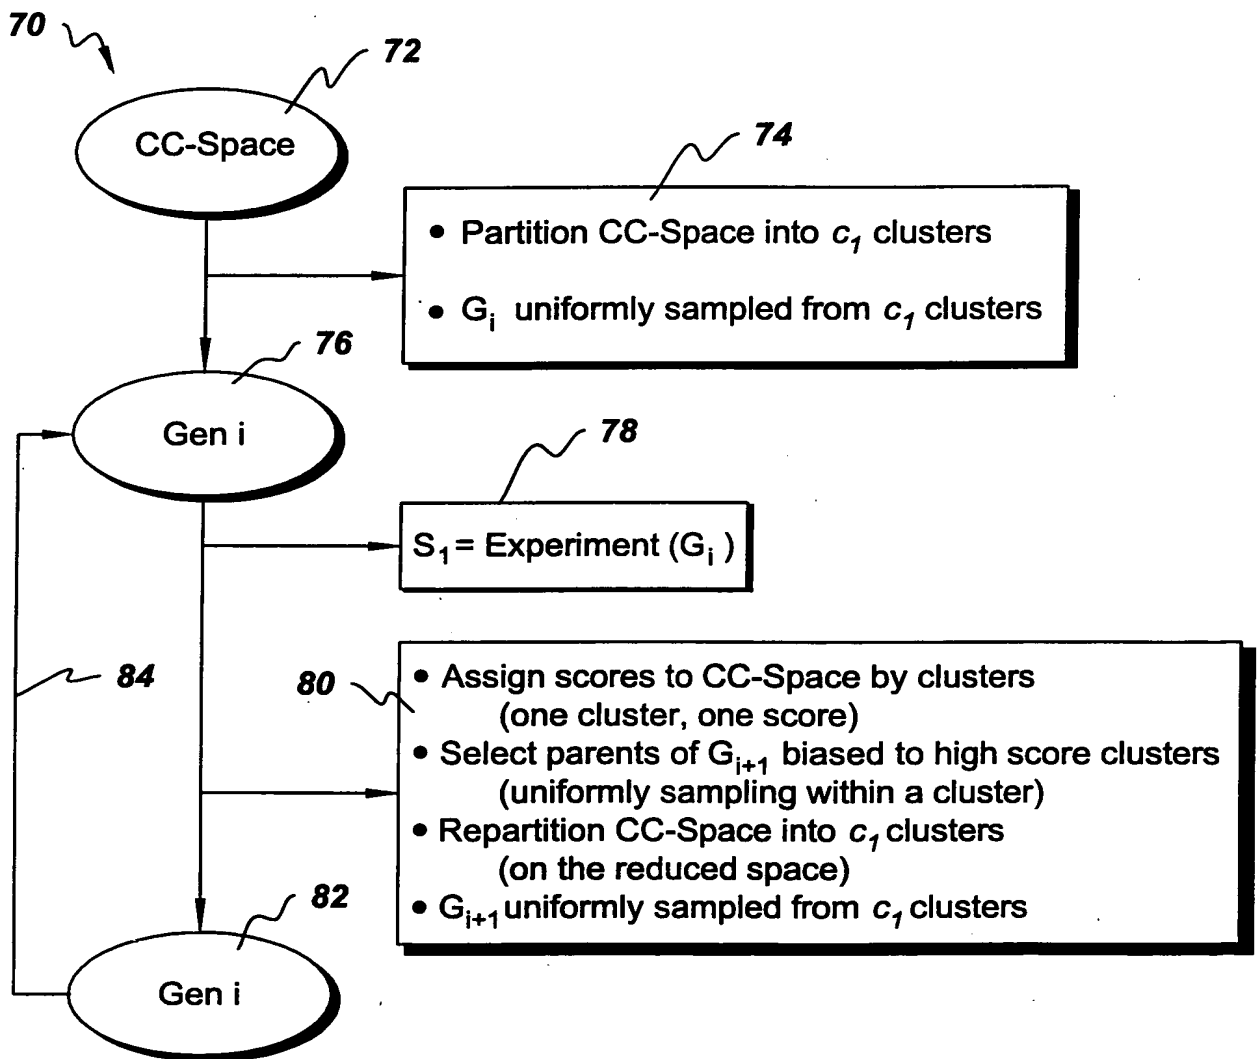 70
72
CC-Space
74
• Partition CC-Space into c₁ clusters
• Gᵢ uniformly sampled from c₁ clusters
76
Gen i
78
S₁ = Experiment (Gᵢ )
84
80
• Assign scores to CC-Space by clusters
(one cluster, one score)
• Select parents of Gᵢ₊₁ biased to high score clusters
(uniformly sampling within a cluster)
• Repartition CC-Space into c₁ clusters
(on the reduced space)
• Gᵢ₊₁ uniformly sampled from c₁ clusters
82
Gen i